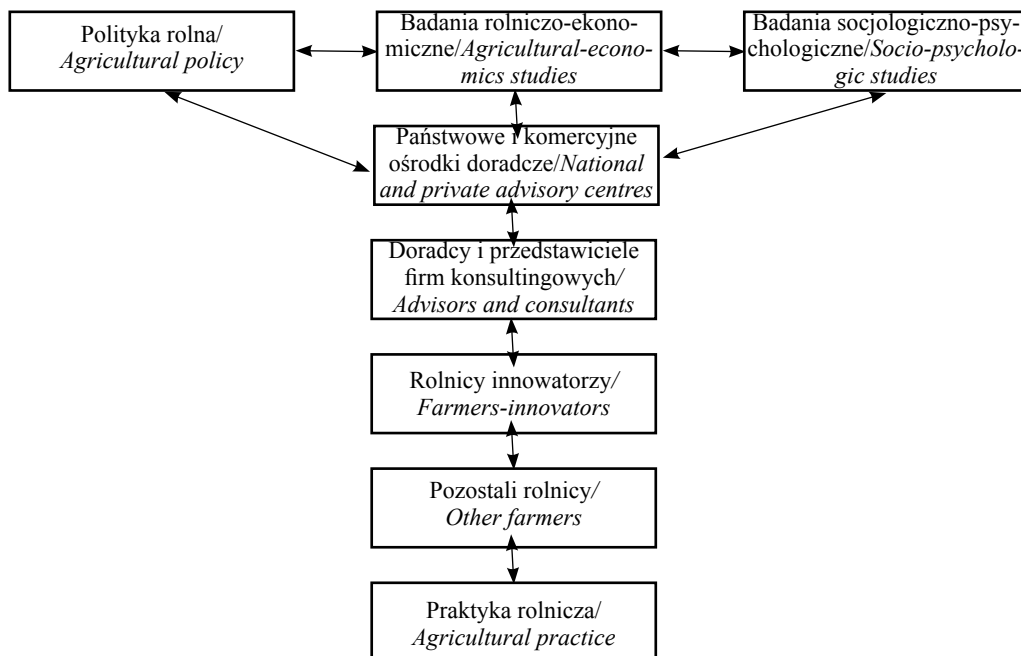 Polityka rolna/
Agricultural policy
Badania rolniczo-ekono-
miczne/Agricultural-econo-
mics studies
Badania socjologiczno-psy-
chologiczne/Socio-psycholo-
gic studies
Państwowe i komercyjne
ośrodki doradcze/National
and private advisory centres
Doradcy i przedstawiciele
firm konsultingowych/
Advisors and consultants
Rolnicy innowatorzy/
Farmers-innovators
Pozostali rolnicy/
Other farmers
Praktyka rolnicza/
Agricultural practice